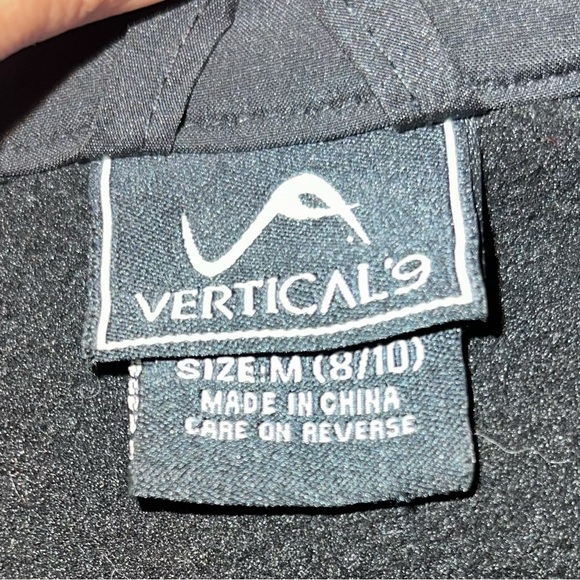 VERTICAL'9
SIZE:M (8/10)
MADE IN CHINA
CARE ON REVERSE